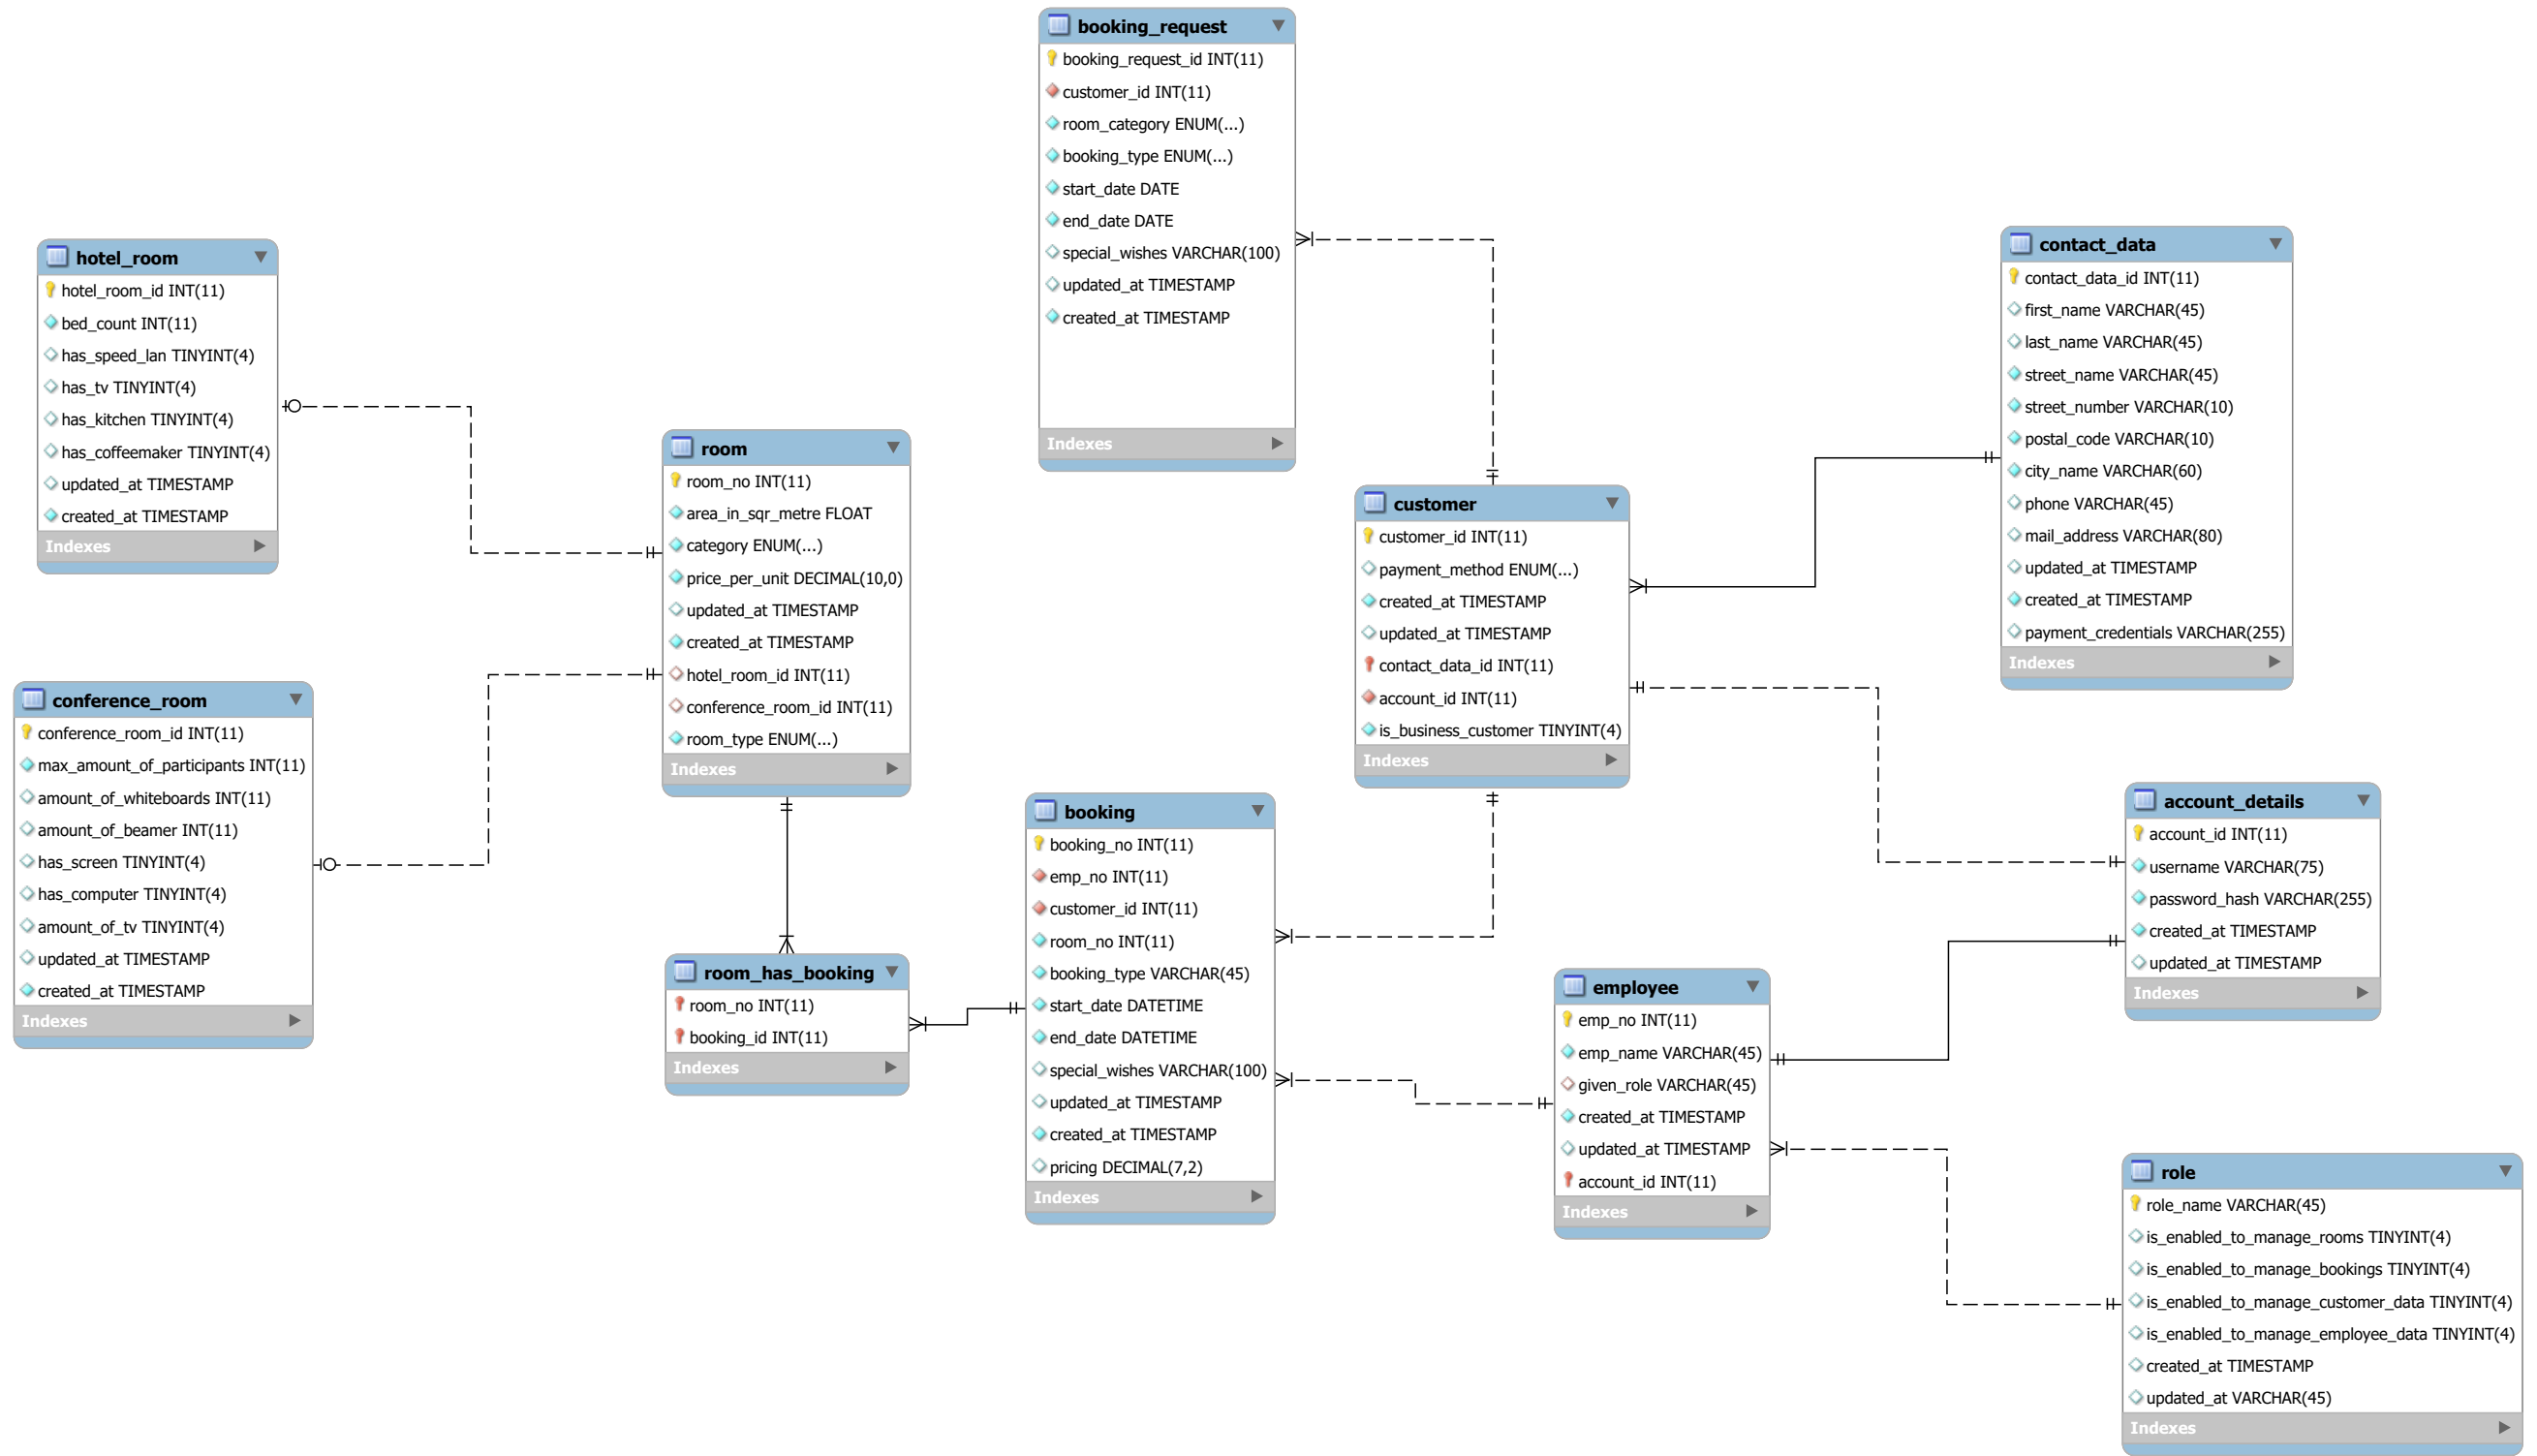 booking_request
booking_request_id INT(11)
customer_id INT(11)
room_category ENUM(...)
booking_type ENUM(...)
start_date DATE
end_date DATE
special_wishes VARCHAR(100)
updated_at TIMESTAMP
created_at TIMESTAMP
Indexes
hotel_room
hotel_room_id INT(11)
bed_count INT(11)
has_speed_lan TINYINT(4)
has_tv TINYINT(4)
has_kitchen TINYINT(4)
has_coffeemaker TINYINT(4)
updated_at TIMESTAMP
created_at TIMESTAMP
Indexes
contact_data
contact_data_id INT(11)
first_name VARCHAR(45)
last_name VARCHAR(45)
street_name VARCHAR(45)
street_number VARCHAR(10)
postal_code VARCHAR(10)
city_name VARCHAR(60)
phone VARCHAR(45)
mail_address VARCHAR(80)
updated_at TIMESTAMP
created_at TIMESTAMP
payment_credentials VARCHAR(255)
Indexes
room
room_no INT(11)
area_in_sqr_metre FLOAT
category ENUM(...)
price_per_unit DECIMAL(10,0)
updated_at TIMESTAMP
created_at TIMESTAMP
hotel_room_id INT(11)
conference_room_id INT(11)
room_type ENUM(...)
Indexes
customer
customer_id INT(11)
payment_method ENUM(...)
created_at TIMESTAMP
updated_at TIMESTAMP
contact_data_id INT(11)
account_id INT(11)
is_business_customer TINYINT(4)
Indexes
conference_room
conference_room_id INT(11)
max_amount_of_participants INT(11)
amount_of_whiteboards INT(11)
amount_of_beamer INT(11)
has_screen TINYINT(4)
has_computer TINYINT(4)
amount_of_tv TINYINT(4)
updated_at TIMESTAMP
created_at TIMESTAMP
Indexes
account_details
account_id INT(11)
username VARCHAR(75)
password_hash VARCHAR(255)
created_at TIMESTAMP
updated_at TIMESTAMP
Indexes
booking
booking_no INT(11)
emp_no INT(11)
customer_id INT(11)
room_no INT(11)
booking_type VARCHAR(45)
start_date DATETIME
end_date DATETIME
special_wishes VARCHAR(100)
updated_at TIMESTAMP
created_at TIMESTAMP
pricing DECIMAL(7,2)
Indexes
room_has_booking
room_no INT(11)
booking_id INT(11)
Indexes
employee
emp_no INT(11)
emp_name VARCHAR(45)
given_role VARCHAR(45)
created_at TIMESTAMP
updated_at TIMESTAMP
account_id INT(11)
Indexes
role
role_name VARCHAR(45)
is_enabled_to_manage_rooms TINYINT(4)
is_enabled_to_manage_bookings TINYINT(4)
is_enabled_to_manage_customer_data TINYINT(4)
is_enabled_to_manage_employee_data TINYINT(4)
created_at TIMESTAMP
updated_at VARCHAR(45)
Indexes